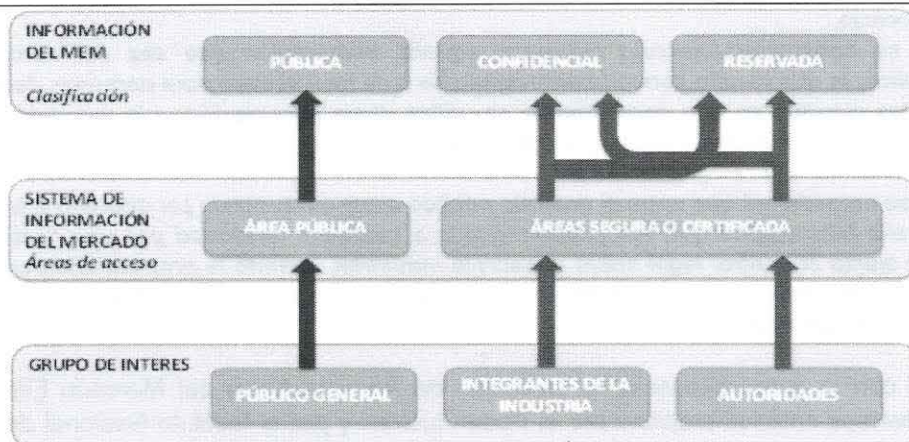 INFORMACIÓN
DEL MEM
Clasificación
PÚBLICA
CONFIDENCIAL
RESERVADA
SISTEMA DE
INFORMACIÓN
DEL MERCADO
Áreas de acceso
ÁREA PÚBLICA
ÁREAS SEGURA O CERTIFICADA
GRUPO DE INTERES
PÚBLICO GENERAL
INTEGRANTES DE LA
INDUSTRIA
AUTORIDADES